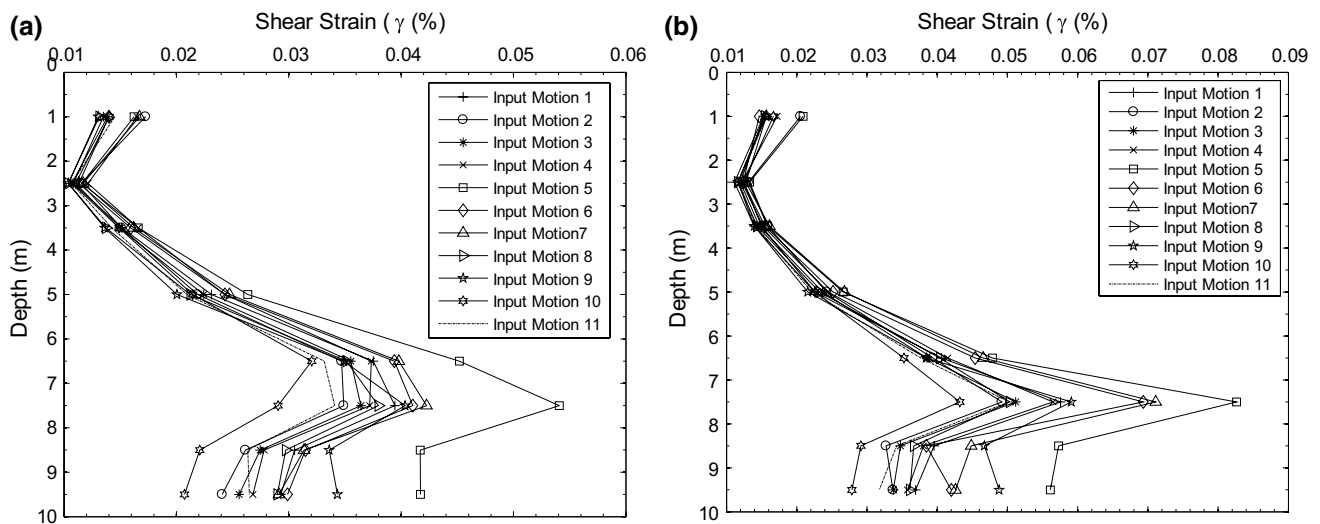 (a)
Shear Strain ( γ (%)
0.01 0.02 0.03 0.04 0.05 0.06
0
1
2
3
4
5
6
7
8
9
10
Depth (m)
Input Motion 1
Input Motion 2
Input Motion 3
Input Motion 4
Input Motion 5
Input Motion 6
Input Motion7
Input Motion 8
Input Motion 9
Input Motion 10
Input Motion 11
(b)
Shear Strain ( γ (%)
0.01 0.02 0.03 0.04 0.05 0.06 0.07 0.08 0.09
0
1
2
3
4
5
6
7
8
9
10
Depth (m)
Input Motion 1
Input Motion 2
Input Motion 3
Input Motion 4
Input Motion 5
Input Motion 6
Input Motion7
Input Motion 8
Input Motion 9
Input Motion 10
Input Motion 11